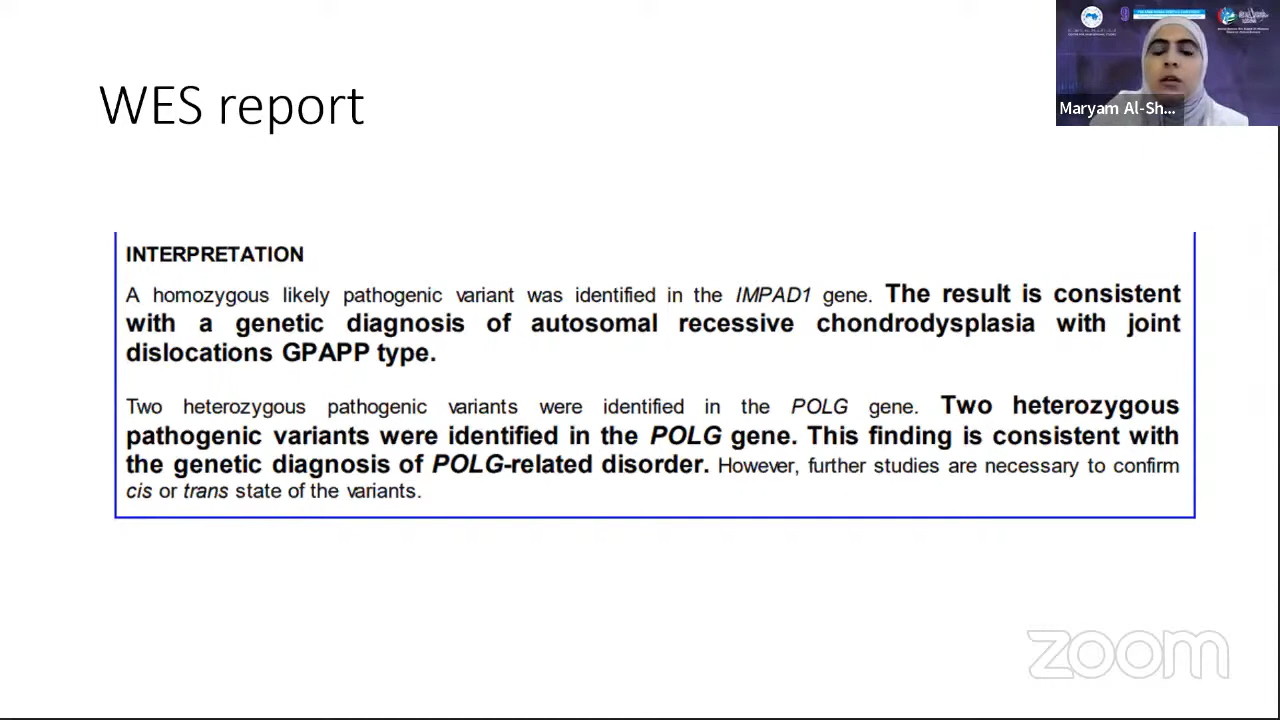 WES report
Maryam Al-Sh...
INTERPRETATION
A homozygous likely pathogenic variant was identified in the IMPAD1 gene. The result is consistent
with a genetic diagnosis of autosomal recessive chondrodysplasia with joint
dislocations GPAPP type.
Two heterozygous pathogenic variants were identified in the POLG gene. Two heterozygous
pathogenic variants were identified in the POLG gene. This finding is consistent with
the genetic diagnosis of POLG-related disorder. However, further studies are necessary to confirm
cis or trans state of the variants.
zoom